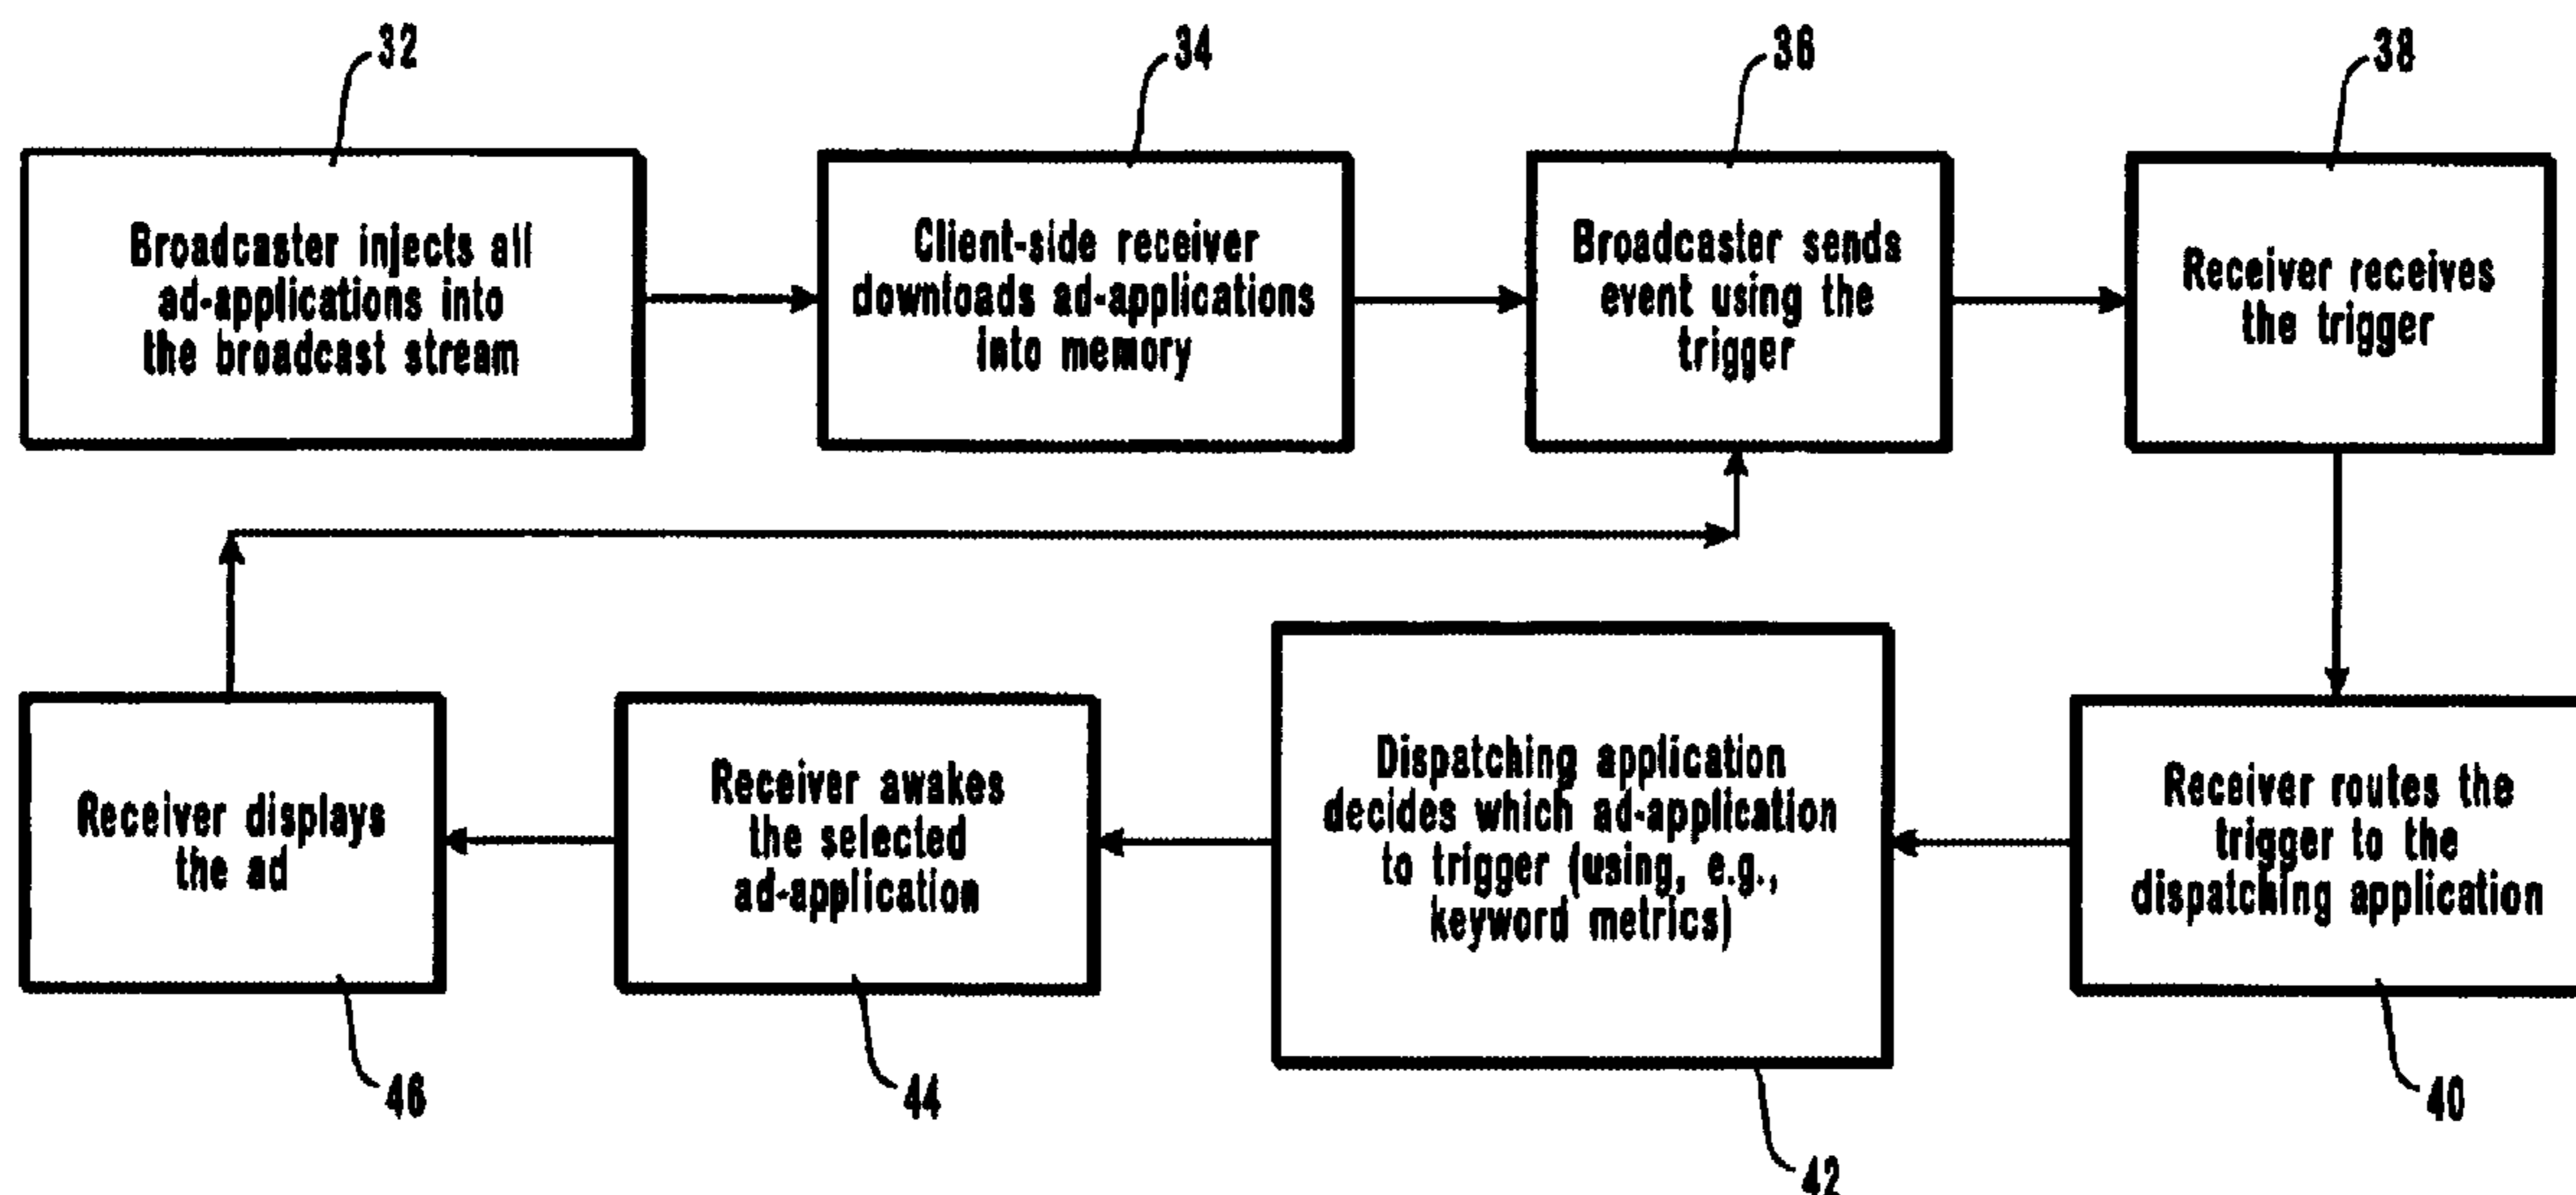 32
34
36
38
Broadcaster injects all
ad-applications into
the broadcast stream
Client-side receiver
downloads ad-applications
into memory
Broadcaster sends
event using the
trigger
Receiver receives
the trigger
Receiver displays
the ad
Receiver awakes
the selected
ad-application
Dispatching application
decides which ad-application
to trigger (using, e.g.,
keyword metrics)
Receiver routes the
trigger to the
dispatching application
46
44
42
40